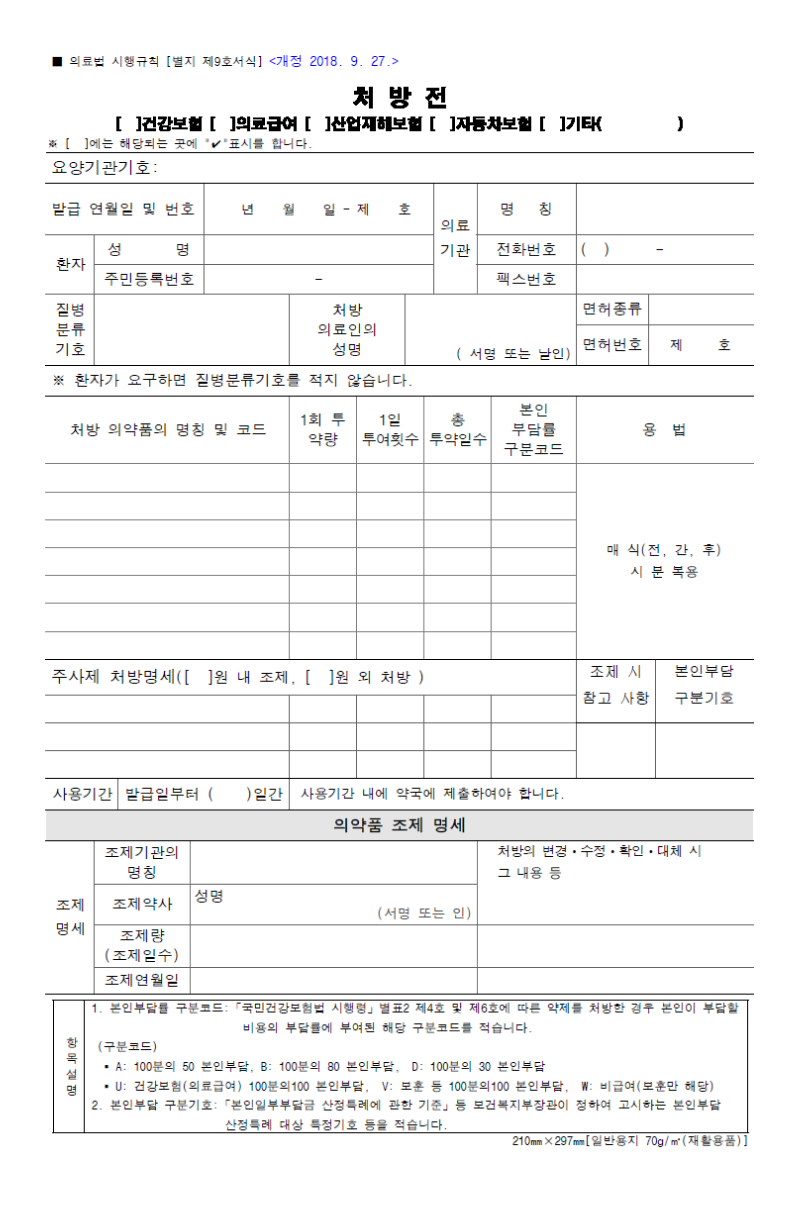 ■ 의료법 시행규칙 [별지 제9호서식] <개정 2018. 9. 27.>
처 방 전
[ ]건강보험 [ ]의료급여 [ ]산업재해보험 [ ]자동차보험 [ ]기타( )
※ [ ]에는 해당되는 곳에 "✔"표시를 합니다.
요양기관기호:
발급 연월일 및 번호
년 월 일 - 제 호
의료
기관
명 칭
전화번호
( ) -
팩스번호
환자
성 명
주민등록번호
-
질병
분류
기호
처방
의료인의
성명
( 서명 또는 날인)
면허종류
면허번호
제 호
※ 환자가 요구하면 질병분류기호를 적지 않습니다.
처방 의약품의 명칭 및 코드
1회 투
약량
1일
투여횟수
총
투약일수
본인
부담률
구분코드
용 법
매 식(전, 간, 후)
시 분 복용
주사제 처방명세([ ]원 내 조제, [ ]원 외 처방 )
조제 시
참고 사항
본인부담
구분기호
사용기간
발급일부터 ( )일간
사용기간 내에 약국에 제출하여야 합니다.
의약품 조제 명세
조제
명세
조제기관의
명칭
처방의 변경·수정·확인·대체 시
그 내용 등
조제약사
성명
(서명 또는 인)
조제량
(조제일수)
조제연월일
항
목
설
명
1. 본인부담률 구분코드:「국민건강보험법 시행령」별표2 제4호 및 제6호에 따른 약제를 처방한 경우 본인이 부담할
비용의 부담률에 부여된 해당 구분코드를 적습니다.
(구분코드)
▪ A: 100분의 50 본인부담, B: 100분의 80 본인부담, D: 100분의 30 본인부담
▪ U: 건강보험(의료급여) 100분의100 본인부담, V: 보훈 등 100분의100 본인부담, W: 비급여(보훈만 해당)
2. 본인부담 구분기호:「본인일부부담금 산정특례에 관한 기준」등 보건복지부장관이 정하여 고시하는 본인부담
산정특례 대상 특정기호 등을 적습니다.
210㎜×297㎜[일반용지 70g/㎡(재활용품)]